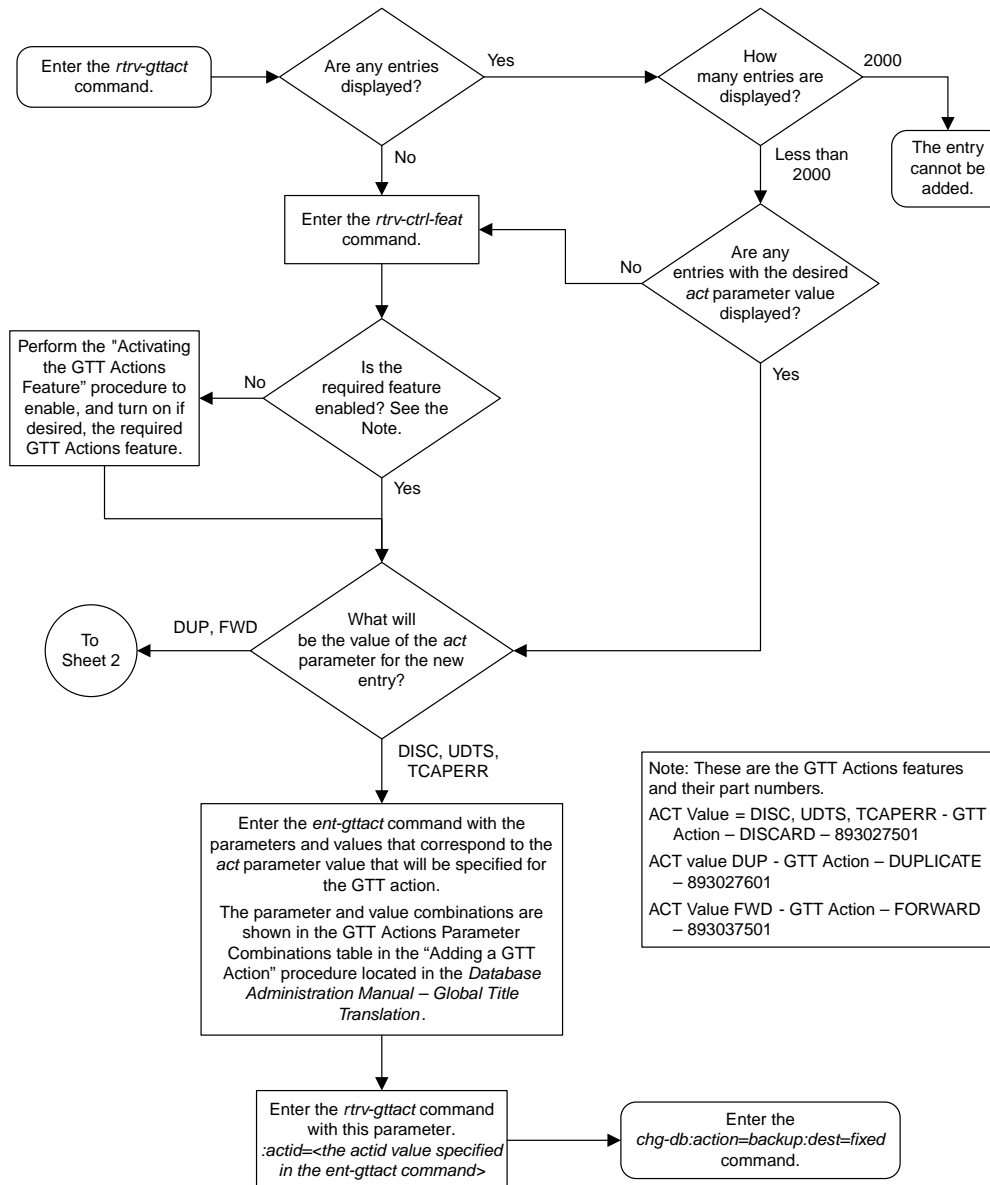 Enter the rtrv-gttact
command.
Are any entries
displayed?
Yes
How
many entries are
displayed?
2000
The entry
cannot be
added.
No
Less than
2000
Enter the rtrv-ctrl-feat
command.
No
Are any
entries with the desired
act parameter value
displayed?
Yes
Perform the "Activating
the GTT Actions
Feature” procedure to
enable, and turn on if
desired, the required
GTT Actions feature.
No
Is the
required feature
enabled? See the
Note.
Yes
To
Sheet 2
DUP, FWD
What will
be the value of the act
parameter for the new
entry?
DISC, UDTS,
TCAPERR
Enter the ent-gttact command with the
parameters and values that correspond to the
act parameter value that will be specified for
the GTT action.
The parameter and value combinations are
shown in the GTT Actions Parameter
Combinations table in the “Adding a GTT
Action” procedure located in the Database
Administration Manual – Global Title
Translation.
Note: These are the GTT Actions features
and their part numbers.
ACT Value = DISC, UDTS, TCAPERR - GTT
Action – DISCARD – 893027501
ACT value DUP - GTT Action – DUPLICATE
– 893027601
ACT Value FWD - GTT Action – FORWARD
– 893037501
Enter the rtrv-gttact command
with this parameter.
:actid=<the actid value specified
in the ent-gttact command>
Enter the
chg-db:action=backup:dest=fixed
command.